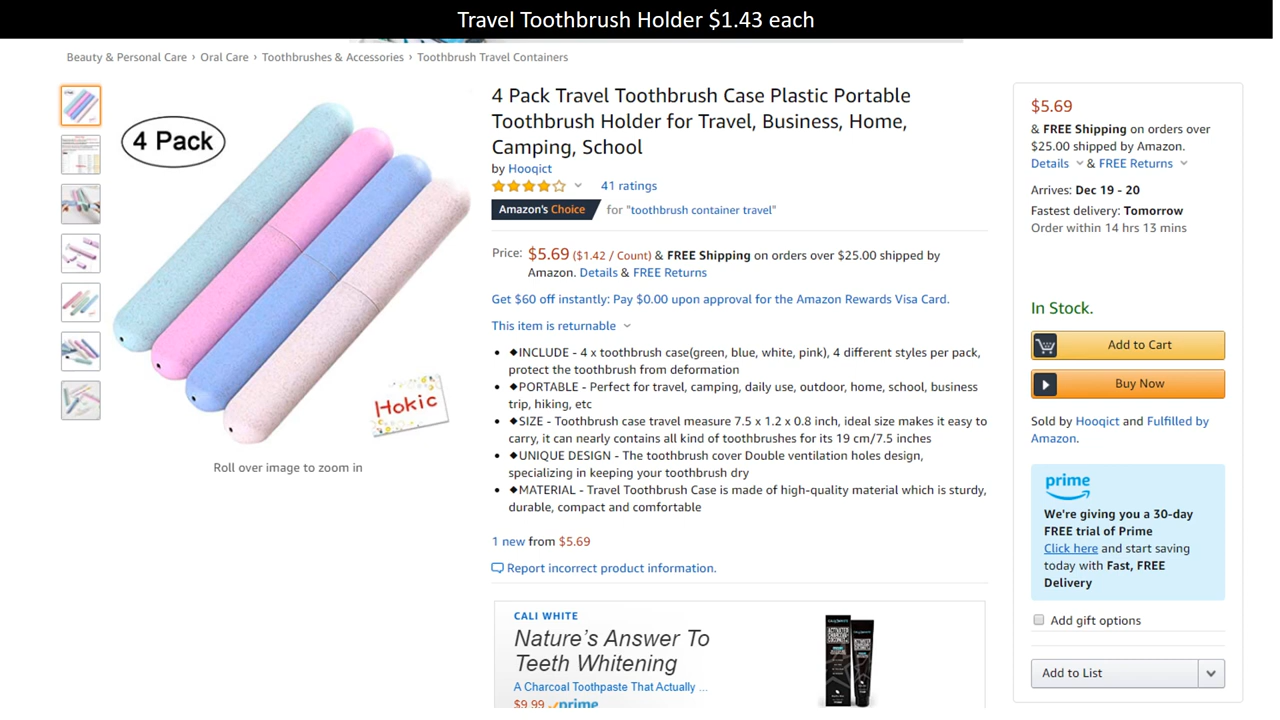 Travel Toothbrush Holder $1.43 each
Beauty & Personal Care › Oral Care › Toothbrushes & Accessories › Toothbrush Travel Containers
4 Pack
Hokic
Roll over image to zoom in
4 Pack Travel Toothbrush Case Plastic Portable
Toothbrush Holder for Travel, Business, Home,
Camping, School
by Hooqict
41 ratings
Amazon's Choice for "toothbrush container travel"
Price: $5.69 ($1.42 / Count) & FREE Shipping on orders over $25.00 shipped by
Amazon. Details & FREE Returns
Get $60 off instantly: Pay $0.00 upon approval for the Amazon Rewards Visa Card.
This item is returnable
• ◆INCLUDE - 4 x toothbrush case(green, blue, white, pink), 4 different styles per pack,
protect the toothbrush from deformation
• ◆PORTABLE - Perfect for travel, camping, daily use, outdoor, home, school, business
trip, hiking, etc
• ◆SIZE - Toothbrush case travel measure 7.5 x 1.2 x 0.8 inch, ideal size makes it easy to
carry, it can nearly contains all kind of toothbrushes for its 19 cm/7.5 inches
• ◆UNIQUE DESIGN - The toothbrush cover Double ventilation holes design,
specializing in keeping your toothbrush dry
• ◆MATERIAL - Travel Toothbrush Case is made of high-quality material which is sturdy,
durable, compact and comfortable
1 new from $5.69
Report incorrect product information.
CALI WHITE
Nature's Answer To
Teeth Whitening
A Charcoal Toothpaste That Actually ...
$9.99 prime
$5.69
& FREE Shipping on orders over
$25.00 shipped by Amazon.
Details & FREE Returns
Arrives: Dec 19 - 20
Fastest delivery: Tomorrow
Order within 14 hrs 13 mins
In Stock.
Add to Cart
Buy Now
Sold by Hooqict and Fulfilled by
Amazon.
prime
We're giving you a 30-day
FREE trial of Prime
Click here and start saving
today with Fast, FREE
Delivery
Add gift options
Add to List